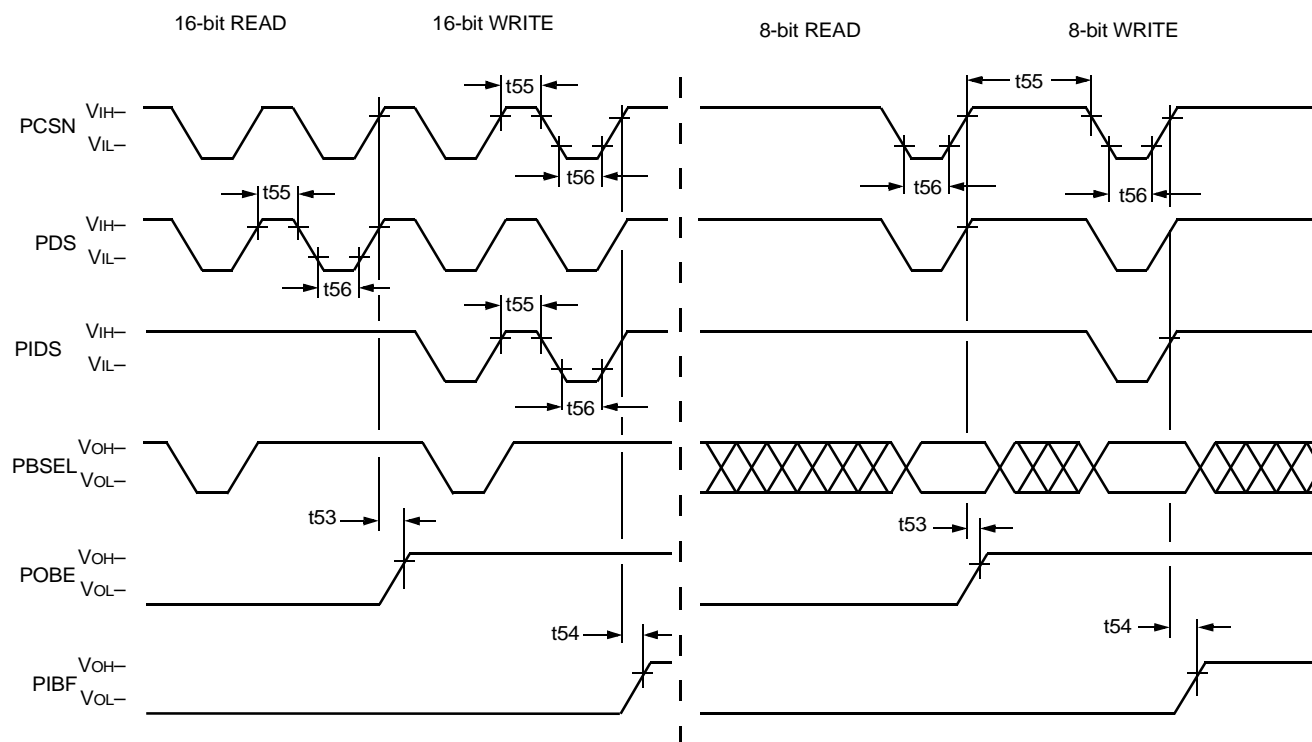 16-bit READ 16-bit WRITE 8-bit READ 8-bit WRITE
t55 t55
PCSN VIH–
VIL–
t56 t56 t56
t55
PDS VIH–
VIL–
t56 t55
PIDS VIH–
VIL–
t56
PBSEL VOH–
VOL–
t53 t53
POBE VOH–
VOL–
t54 t54
PIBF VOH–
VOL–